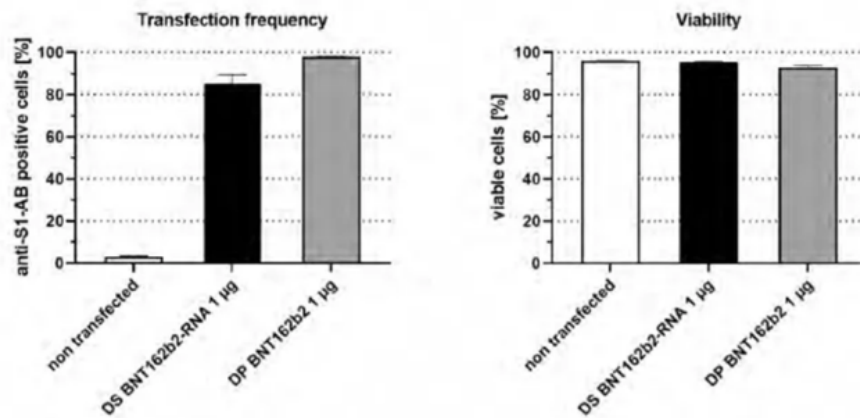 Transfection frequency
anti-S1-AB positive cells [%]
100
80
60
40
20
0
non transfected
DS BNT162b2-RNA 1 µg
DP BNT162b2 1 µg
Viability
viable cells [%]
100
80
60
40
20
0
non transfected
DS BNT162b2-RNA 1 µg
DP BNT162b2 1 µg